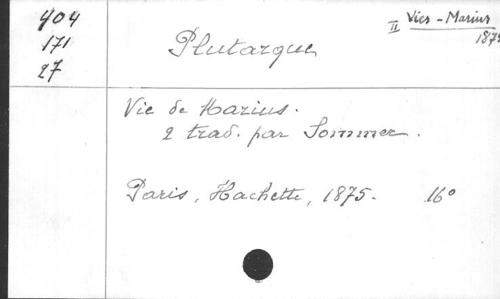 404
171
27
Plutarque
II Vies - Marius
1875
Vie de Marius.
2 trad. par Sommer.
Paris, Hachette, 1875. 16°